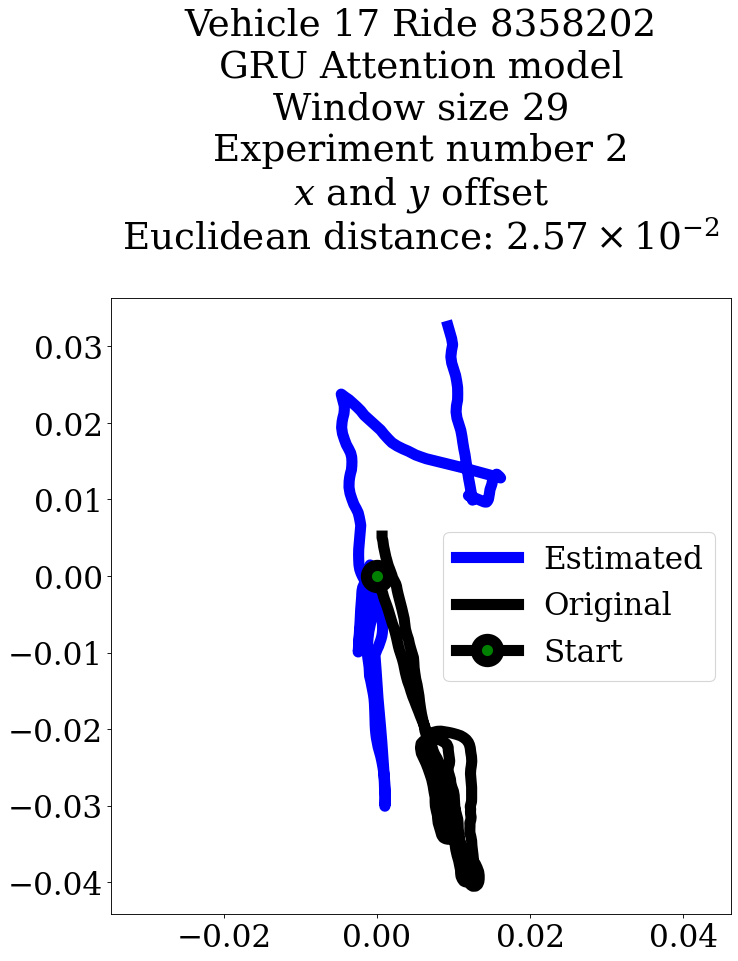 Vehicle 17 Ride 8358202
GRU Attention model
Window size 29
Experiment number 2
x and y offset
Euclidean distance: 2.57 × 10⁻²
0.03
0.02
0.01
0.00
−0.01
−0.02
−0.03
−0.04
Estimated
Original
Start
−0.02 0.00 0.02 0.04